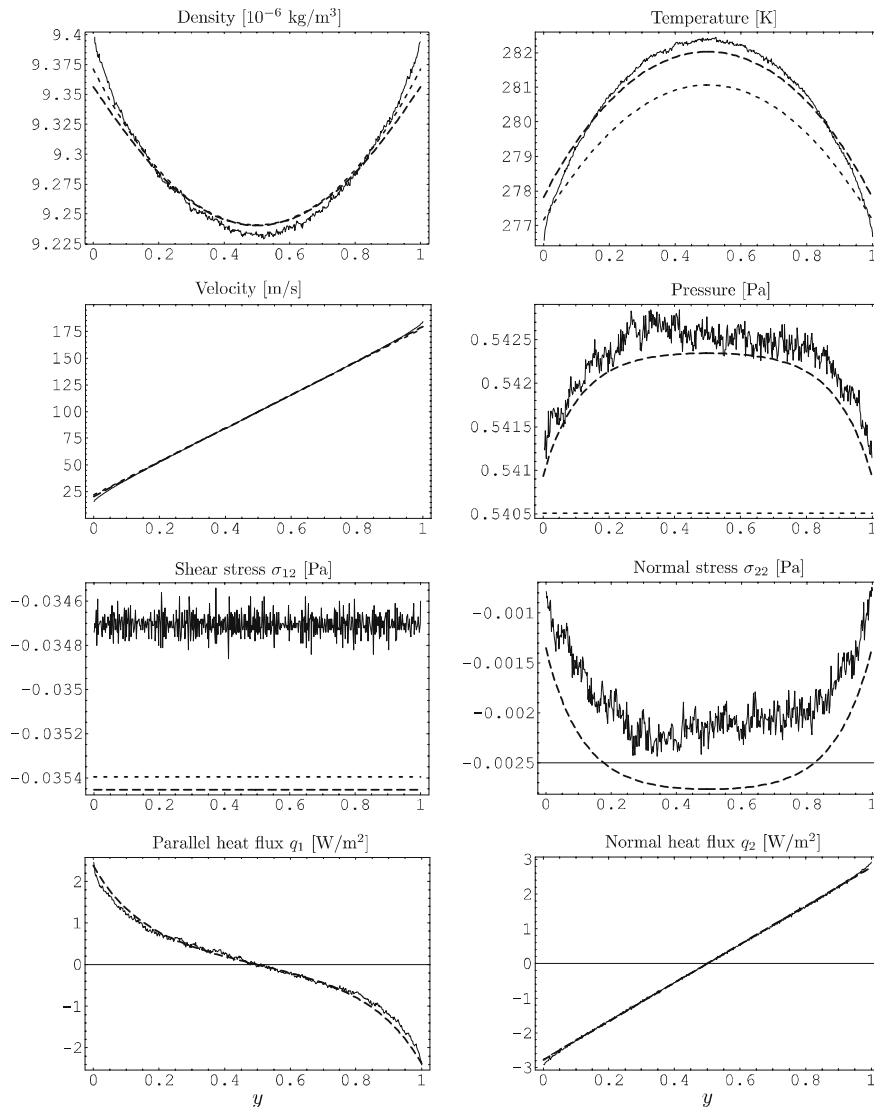 Density [10⁻⁶ kg/m³]
9.4
9.375
9.35
9.325
9.3
9.275
9.25
9.225
0 0.2 0.4 0.6 0.8 1
Temperature [K]
282
281
280
279
278
277
0 0.2 0.4 0.6 0.8 1
Velocity [m/s]
175
150
125
100
75
50
25
0 0.2 0.4 0.6 0.8 1
Pressure [Pa]
0.5425
0.542
0.5415
0.541
0.5405
0 0.2 0.4 0.6 0.8 1
Shear stress σ₁₂ [Pa]
-0.0346
-0.0348
-0.035
-0.0352
-0.0354
0 0.2 0.4 0.6 0.8 1
Normal stress σ₂₂ [Pa]
-0.001
-0.0015
-0.002
-0.0025
0 0.2 0.4 0.6 0.8 1
Parallel heat flux q₁ [W/m²]
2
1
0
-1
-2
0 0.2 0.4 0.6 0.8 1
y
Normal heat flux q₂ [W/m²]
3
2
1
0
-1
-2
-3
0 0.2 0.4 0.6 0.8 1
y